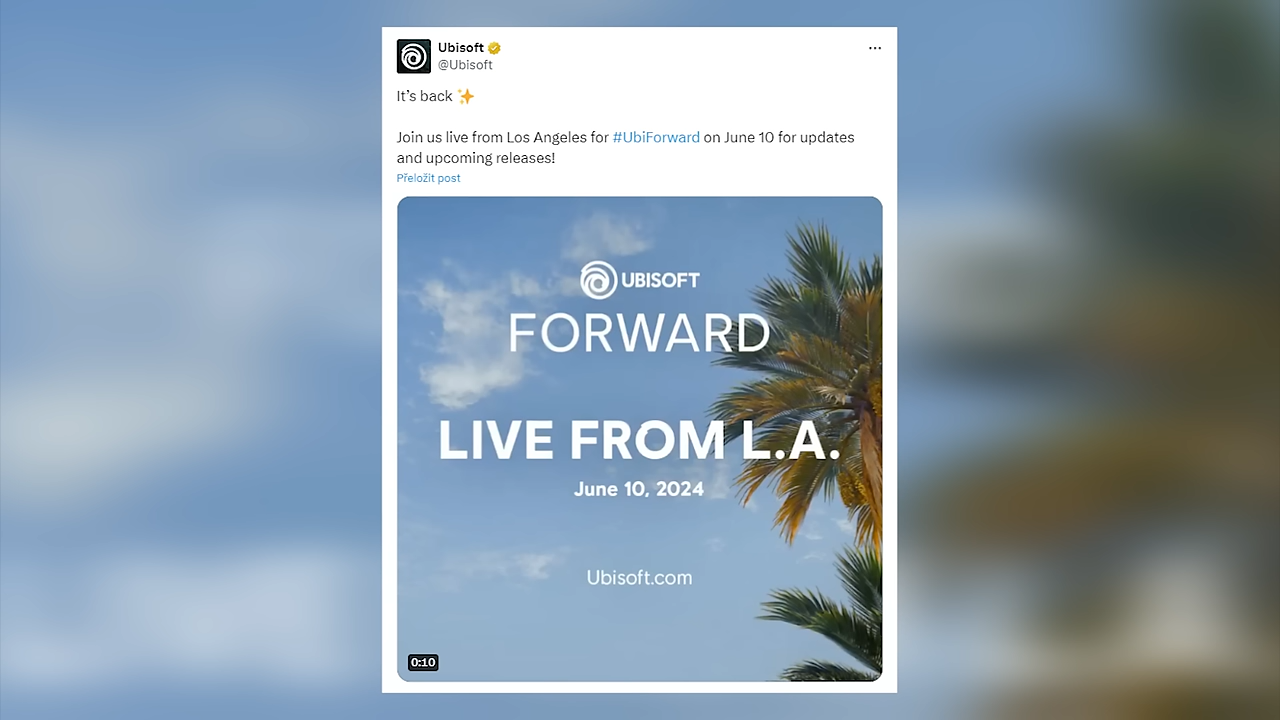 Ubisoft
@Ubisoft
It’s back ✨
Join us live from Los Angeles for #UbiForward on June 10 for updates
and upcoming releases!
Přeložit post
UBISOFT
FORWARD
LIVE FROM L.A.
June 10, 2024
Ubisoft.com
0:10